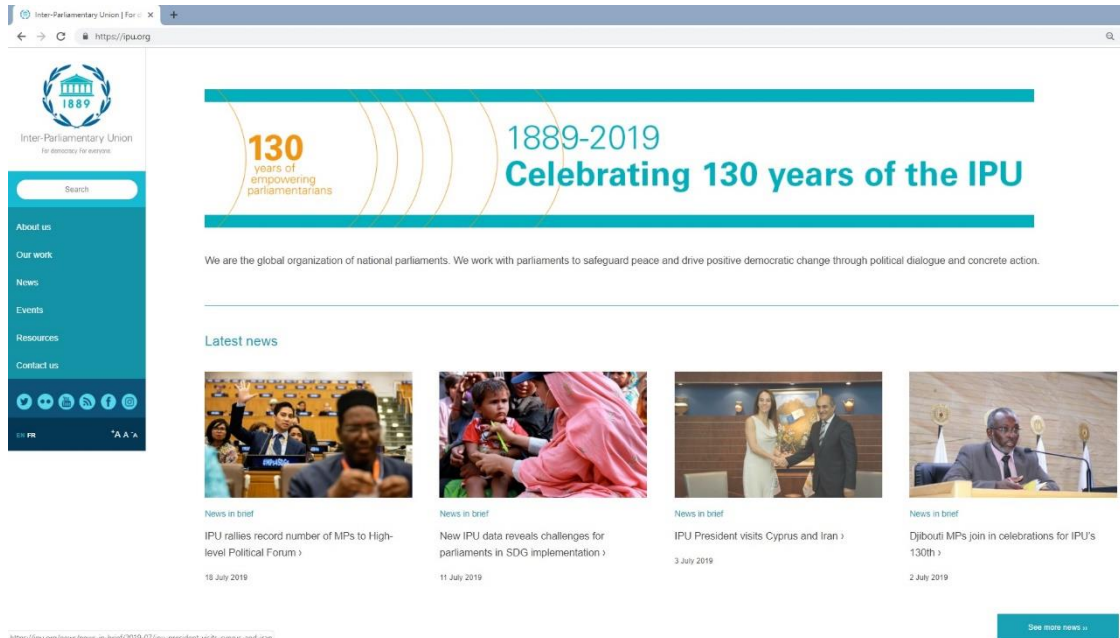 Inter-Parliamentary Union | For
https://ipu.org
1889
Inter-Parliamentary Union
For democracy. For everyone.
Search
About us
Our work
News
Events
Resources
Contact us
EN FR
+A A -A
130
years of
empowering
parliamentarians
1889-2019
Celebrating 130 years of the IPU
We are the global organization of national parliaments. We work with parliaments to safeguard peace and drive positive democratic change through political dialogue and concrete action.
Latest news
#MPs4SDGs
News in brief
IPU rallies record number of MPs to High-
level Political Forum ›
18 July 2019
News in brief
New IPU data reveals challenges for
parliaments in SDG implementation ›
11 July 2019
News in brief
IPU President visits Cyprus and Iran ›
3 July 2019
News in brief
Djibouti MPs join in celebrations for IPU's
130th ›
2 July 2019
See more news »